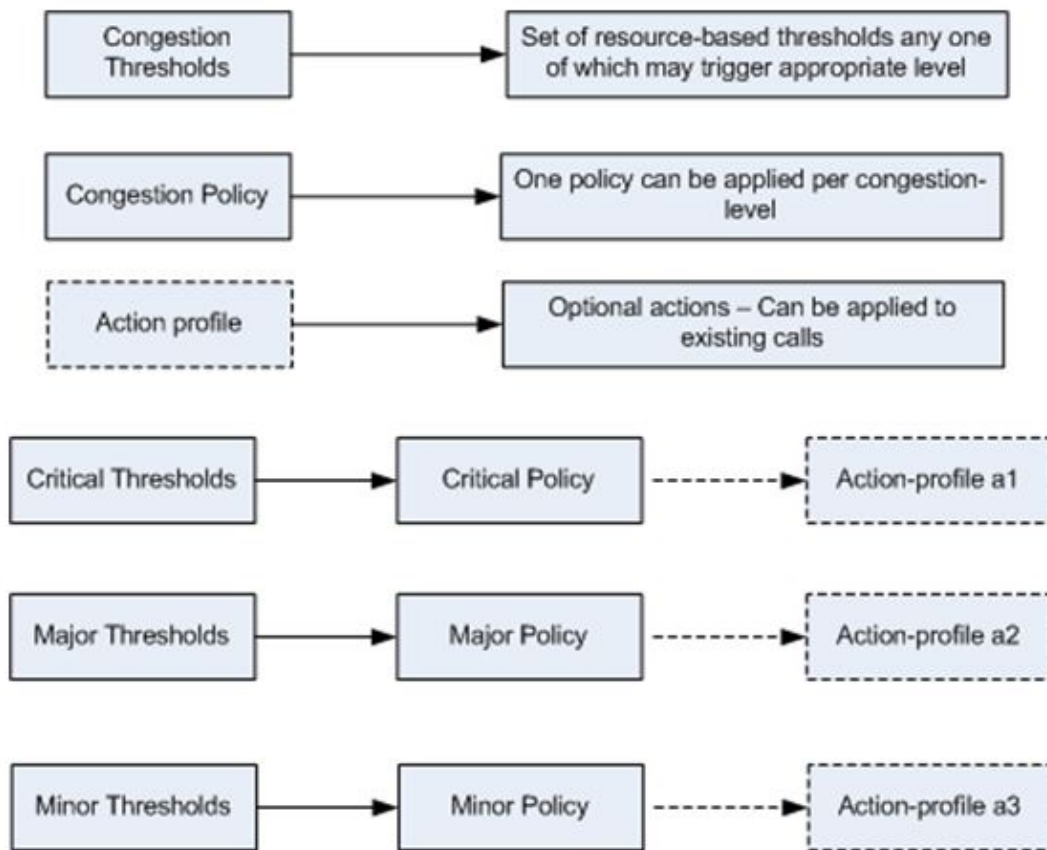 Congestion
Thresholds
Set of resource-based thresholds any one
of which may trigger appropriate level
Congestion Policy
One policy can be applied per congestion-
level
Action profile
Optional actions – Can be applied to
existing calls
Critical Thresholds
Critical Policy
Action-profile a1
Major Thresholds
Major Policy
Action-profile a2
Minor Thresholds
Minor Policy
Action-profile a3